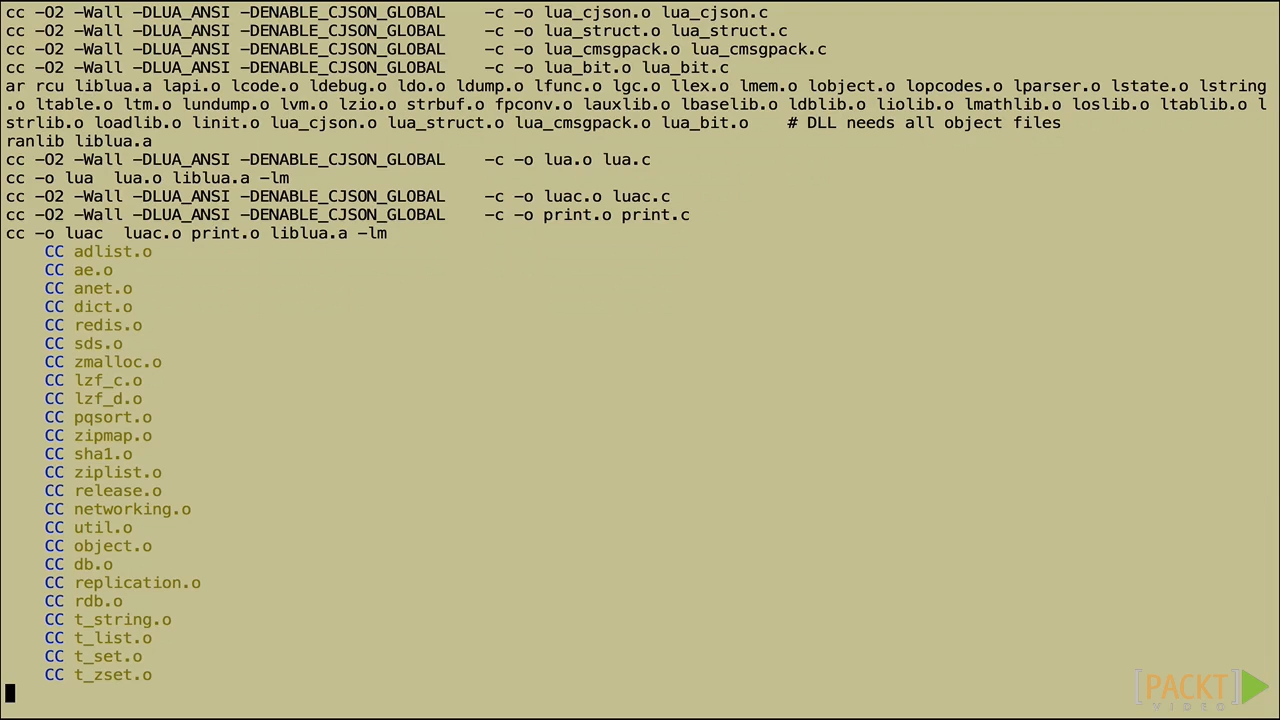 cc -O2 -Wall -DLUA_ANSI -DENABLE_CJSON_GLOBAL    -c -o lua_cjson.o lua_cjson.c
cc -O2 -Wall -DLUA_ANSI -DENABLE_CJSON_GLOBAL    -c -o lua_struct.o lua_struct.c
cc -O2 -Wall -DLUA_ANSI -DENABLE_CJSON_GLOBAL    -c -o lua_cmsgpack.o lua_cmsgpack.c
cc -O2 -Wall -DLUA_ANSI -DENABLE_CJSON_GLOBAL    -c -o lua_bit.o lua_bit.c
ar rcu liblua.a lapi.o lcode.o ldebug.o ldo.o ldump.o lfunc.o lgc.o llex.o lmem.o lobject.o lopcodes.o lparser.o lstate.o lstring
.o ltable.o ltm.o lundump.o lvm.o lzio.o strbuf.o fpconv.o lauxlib.o lbaselib.o ldblib.o liolib.o lmathlib.o loslib.o ltablib.o l
strlib.o loadlib.o linit.o lua_cjson.o lua_struct.o lua_cmsgpack.o lua_bit.o    # DLL needs all object files
ranlib liblua.a
cc -O2 -Wall -DLUA_ANSI -DENABLE_CJSON_GLOBAL    -c -o lua.o lua.c
cc -o lua  lua.o liblua.a -lm
cc -O2 -Wall -DLUA_ANSI -DENABLE_CJSON_GLOBAL    -c -o luac.o luac.c
cc -O2 -Wall -DLUA_ANSI -DENABLE_CJSON_GLOBAL    -c -o print.o print.c
cc -o luac  luac.o print.o liblua.a -lm
CC adlist.o
CC ae.o
CC anet.o
CC dict.o
CC redis.o
CC sds.o
CC zmalloc.o
CC lzf_c.o
CC lzf_d.o
CC pqsort.o
CC zipmap.o
CC sha1.o
CC ziplist.o
CC release.o
CC networking.o
CC util.o
CC object.o
CC db.o
CC replication.o
CC rdb.o
CC t_string.o
CC t_list.o
CC t_set.o
CC t_zset.o
[PACKT]
VIDEO